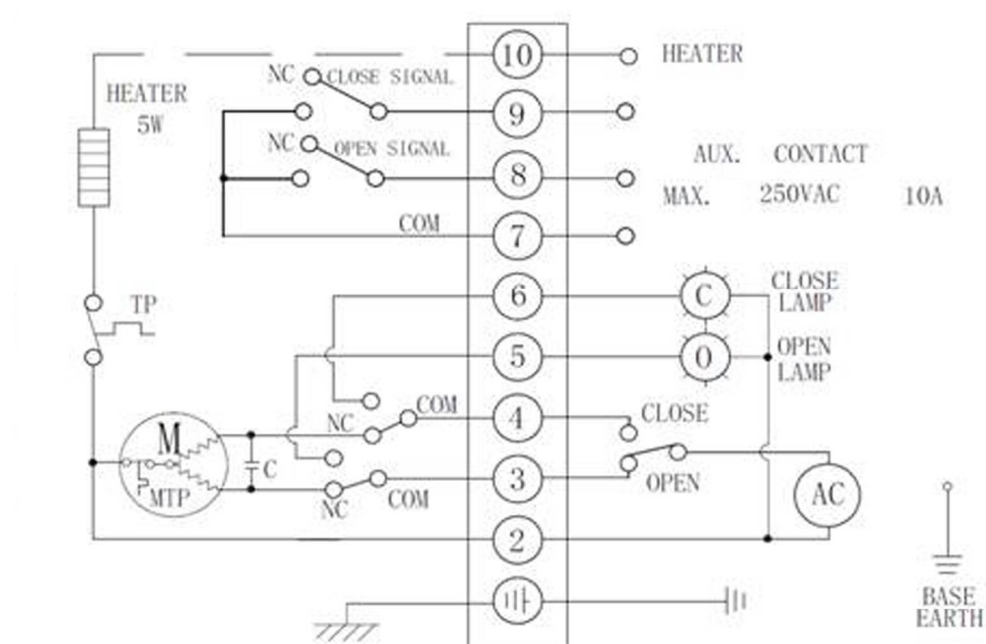 10
HEATER
NC CLOSE SIGNAL
HEATER
5W
9
NC OPEN SIGNAL
8
AUX. CONTACT
MAX. 250VAC 10A
COM
7
6
C
CLOSE
LAMP
TP
5
O
OPEN
LAMP
COM
4
CLOSE
NC
M
C
MTP
3
OPEN
COM
NC
AC
2
BASE
EARTH